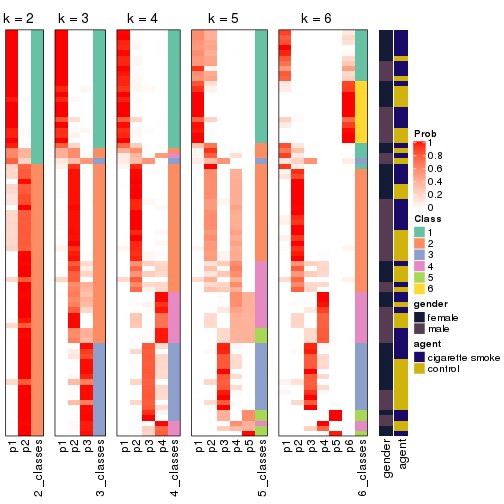 k = 2 k = 3 k = 4 k = 5 k = 6
Prob
1
0.8
0.6
0.4
0.2
0
Class
1
2
3
4
5
6
gender
female
male
agent
cigarette smoke
control
p1 p2 2_classes
p1 p2 p3 3_classes
p1 p2 p3 p4 4_classes
p1 p2 p3 p4 p5 5_classes
p1 p2 p3 p4 p5 p6 6_classes
gender
agent